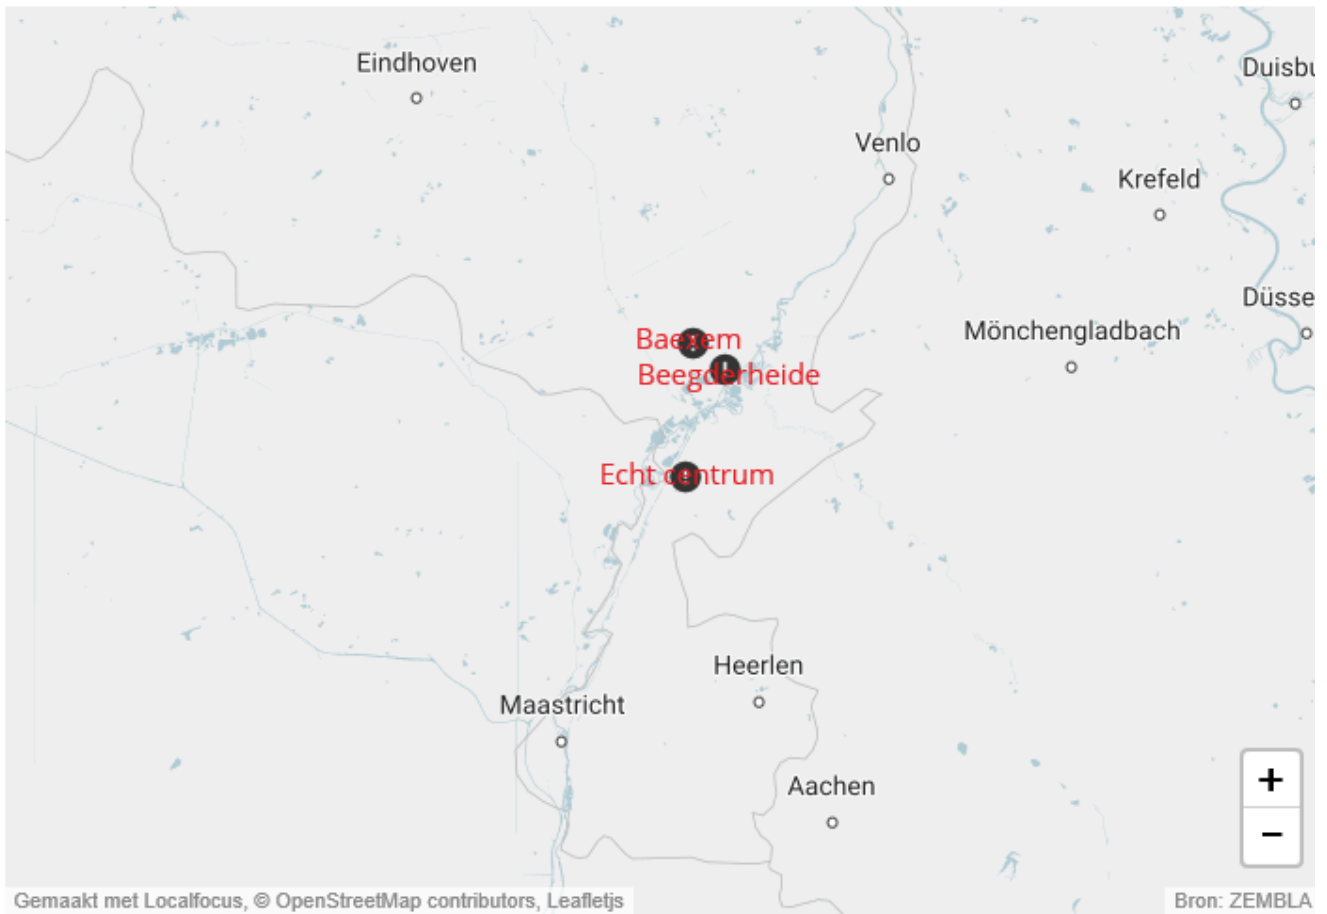 Eindhoven
Duisbu
Venlo
Krefeld
Düsse
Mönchengladbach
Baexem
Beegderheide
Echt centrum
Heerlen
Maastricht
Aachen
+
−
Gemaakt met Localfocus, © OpenStreetMap contributors, Leafletjs
Bron: ZEMBLA